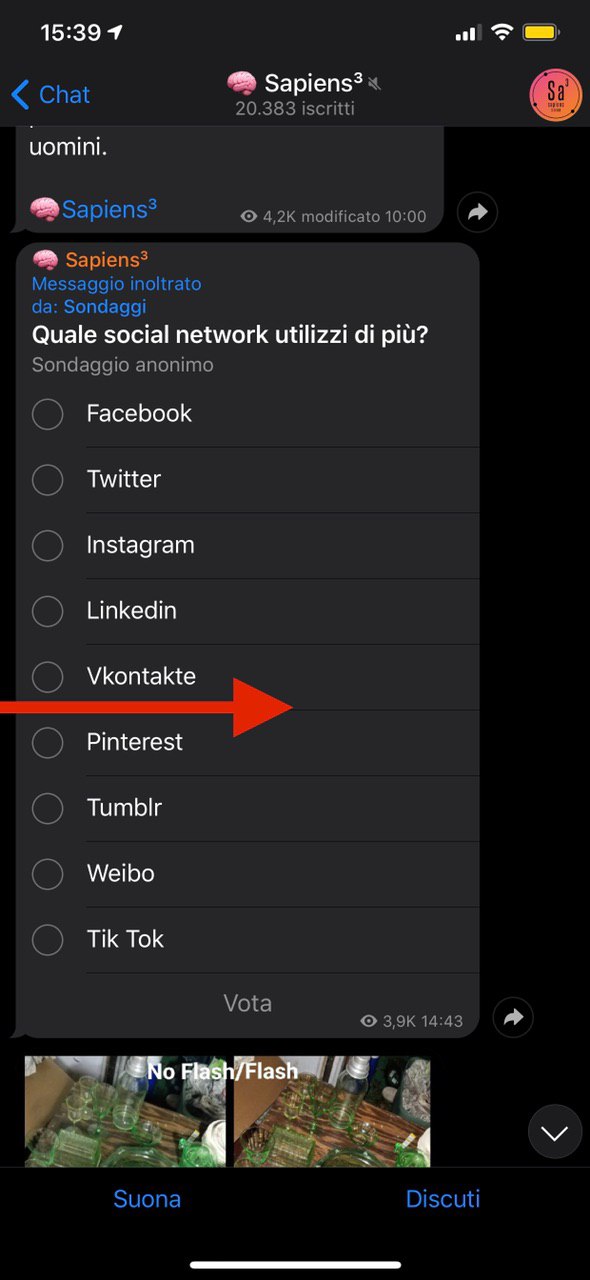 15:39
Chat
Sapiens³
20.383 iscritti
uomini.
Sapiens³
4,2K modificato 10:00
Sapiens³
Messaggio inoltrato
da: Sondaggi
Quale social network utilizzi di più?
Sondaggio anonimo
Facebook
Twitter
Instagram
Linkedin
Vkontakte
Pinterest
Tumblr
Weibo
Tik Tok
Vota
3,9K 14:43
No Flash/Flash
Suona
Discuti